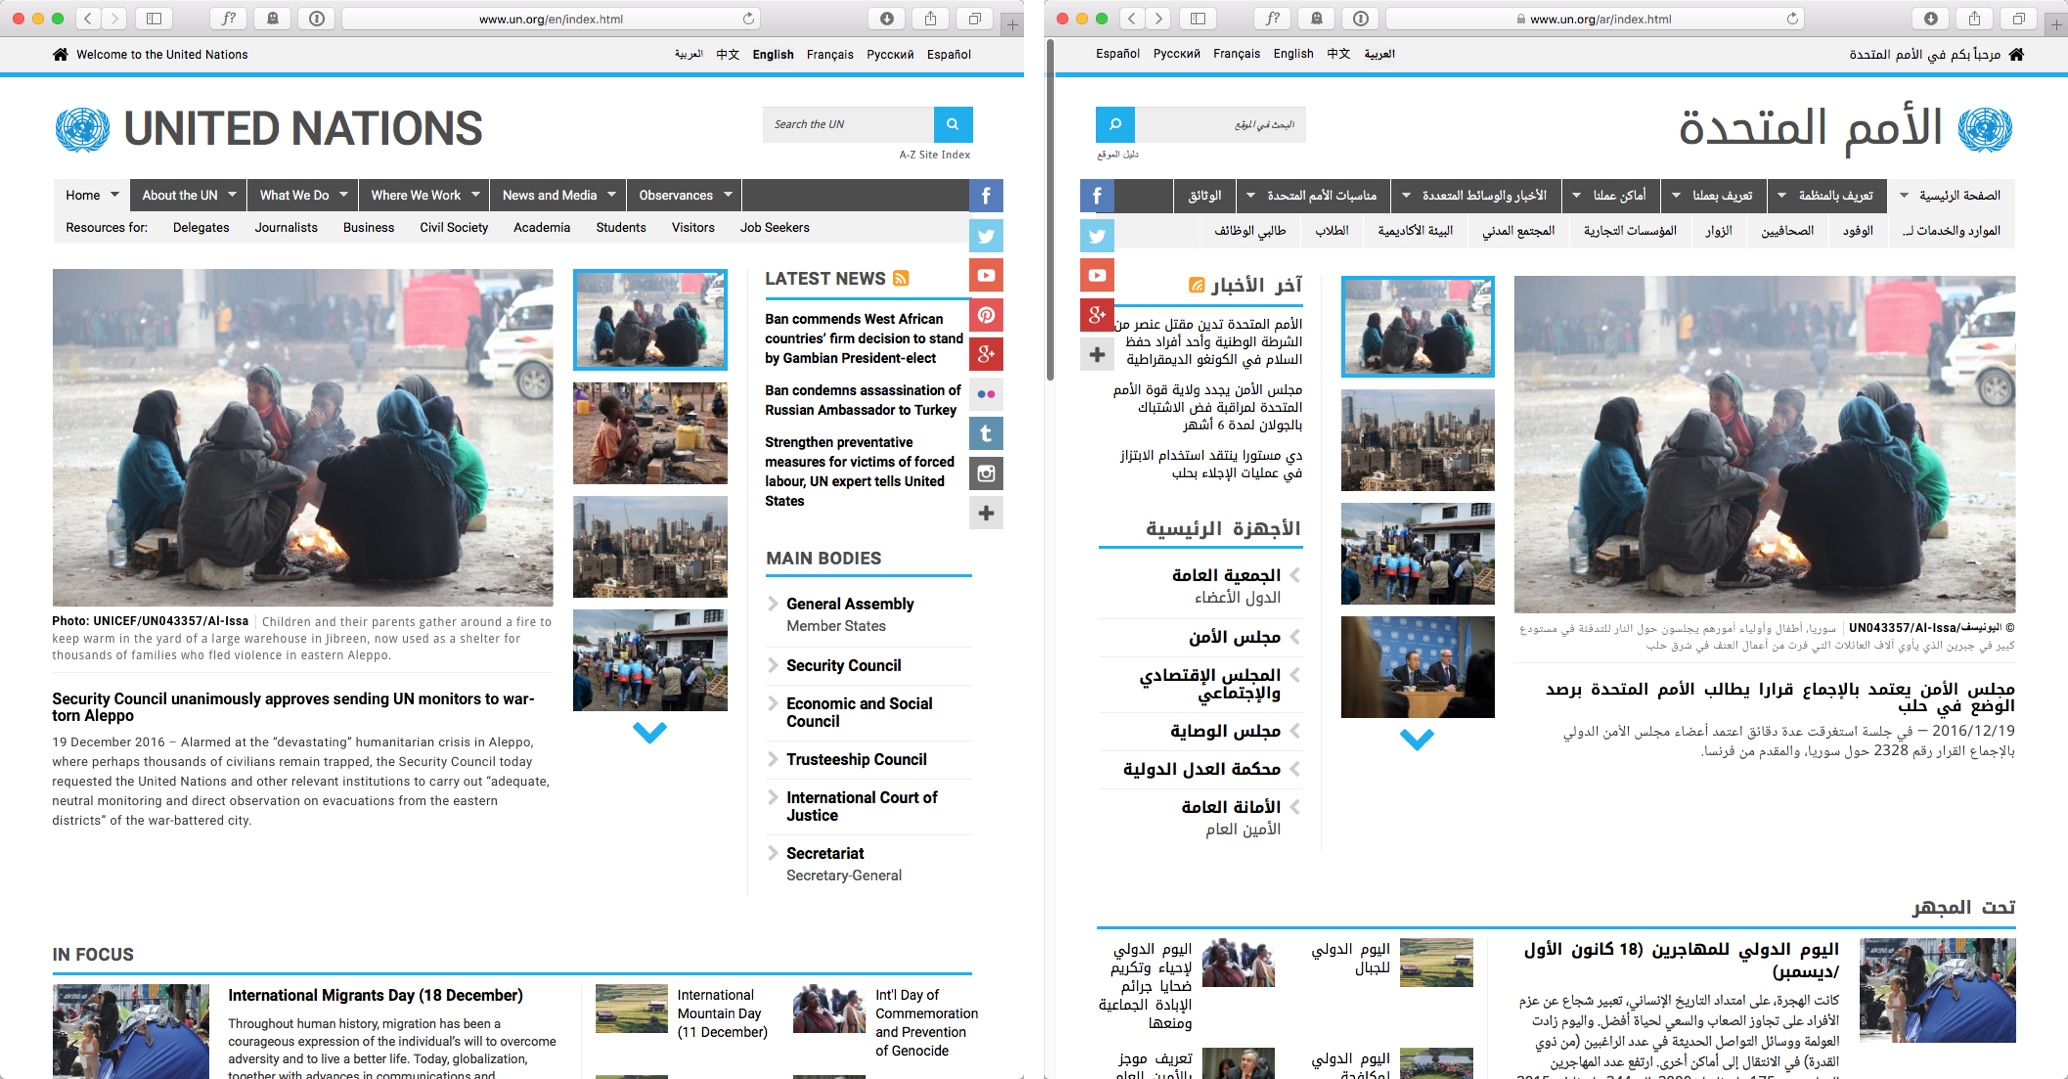 www.un.org/en/index.html
Welcome to the United Nations
العربية 中文 English Français Русский Español
UNITED NATIONS
Search the UN
A-Z Site Index
Home About the UN What We Do Where We Work News and Media Observances
Resources for: Delegates Journalists Business Civil Society Academia Students Visitors Job Seekers
Photo: UNICEF/UN043357/Al-Issa | Children and their parents gather around a fire to
keep warm in the yard of a large warehouse in Jibreen, now used as a shelter for
thousands of families who fled violence in eastern Aleppo.
Security Council unanimously approves sending UN monitors to war-
torn Aleppo
19 December 2016 – Alarmed at the “devastating” humanitarian crisis in Aleppo,
where perhaps thousands of civilians remain trapped, the Security Council today
requested the United Nations and other relevant institutions to carry out “adequate,
neutral monitoring and direct observation on evacuations from the eastern
districts” of the war-battered city.
LATEST NEWS
Ban commends West African
countries’ firm decision to stand
by Gambian President-elect
Ban condemns assassination of
Russian Ambassador to Turkey
Strengthen preventative
measures for victims of forced
labour, UN expert tells United
States
MAIN BODIES
General Assembly
Member States
Security Council
Economic and Social
Council
Trusteeship Council
International Court of
Justice
Secretariat
Secretary-General
IN FOCUS
International Migrants Day (18 December)
Throughout human history, migration has been a
courageous expression of the individual’s will to overcome
adversity and to live a better life. Today, globalization,
together with advances in communications and
International
Mountain Day
(11 December)
Int'l Day of
Commemoration
and Prevention
of Genocide
www.un.org/ar/index.html
مرحباً بكم في الأمم المتحدة
Español Русский Français English 中文 العربية
الأمم المتحدة
البحث في الموقع
دليل الموقع
الصفحة الرئيسية تعريف بالمنظمة تعريف بعملنا أماكن عملنا الأخبار والوسائط المتعددة مناسبات الأمم المتحدة الوثائق
الموارد والخدمات لـ... الوفود الصحافيين الزوار المؤسسات التجارية المجتمع المدني البيئة الأكاديمية الطلاب طالبي الوظائف
© اليونيسف/UN043357/Al-Issa | سوريا، أطفال وأولياء أمورهم يجلسون حول النار للتدفئة في مستودع
كبير في جبرين الذي يأوي آلاف العائلات التي فرت من أعمال العنف في شرق حلب
مجلس الأمن يعتمد بالإجماع قرارا يطالب الأمم المتحدة برصد
الوضع في حلب
2016/12/19 — في جلسة استغرقت عدة دقائق اعتمد أعضاء مجلس الأمن الدولي
بالإجماع القرار رقم 2328 حول سوريا، والمقدم من فرنسا.
آخر الأخبار
الأمم المتحدة تدين مقتل عنصر من
الشرطة الوطنية وأحد أفراد حفظ
السلام في الكونغو الديمقراطية
مجلس الأمن يجدد ولاية قوة الأمم
المتحدة لمراقبة فض الاشتباك
بالجولان لمدة 6 أشهر
دي مستورا ينتقد استخدام الابتزاز
في عمليات الإجلاء بحلب
الأجهزة الرئيسية
الجمعية العامة
الدول الأعضاء
مجلس الأمن
المجلس الإقتصادي
والإجتماعي
مجلس الوصاية
محكمة العدل الدولية
الأمانة العامة
الأمين العام
تحت المجهر
اليوم الدولي للمهاجرين (18 كانون الأول
/ديسمبر)
كانت الهجرة، على امتداد التاريخ الإنساني، تعبير شجاع عن عزم
الأفراد على تجاوز الصعاب والسعي لحياة أفضل. واليوم زادت
العولمة ووسائل التواصل الحديثة في عدد الراغبين (من ذوي
القدرة) في الانتقال إلى أماكن أخرى. ارتفع عدد المهاجرين
اليوم الدولي
للجبال
اليوم الدولي
لإحياء وتكريم
ضحايا جرائم
الإبادة الجماعية
ومنعها
اليوم الدولي
لمكافحة
تعريف موجز
بالأمين العام